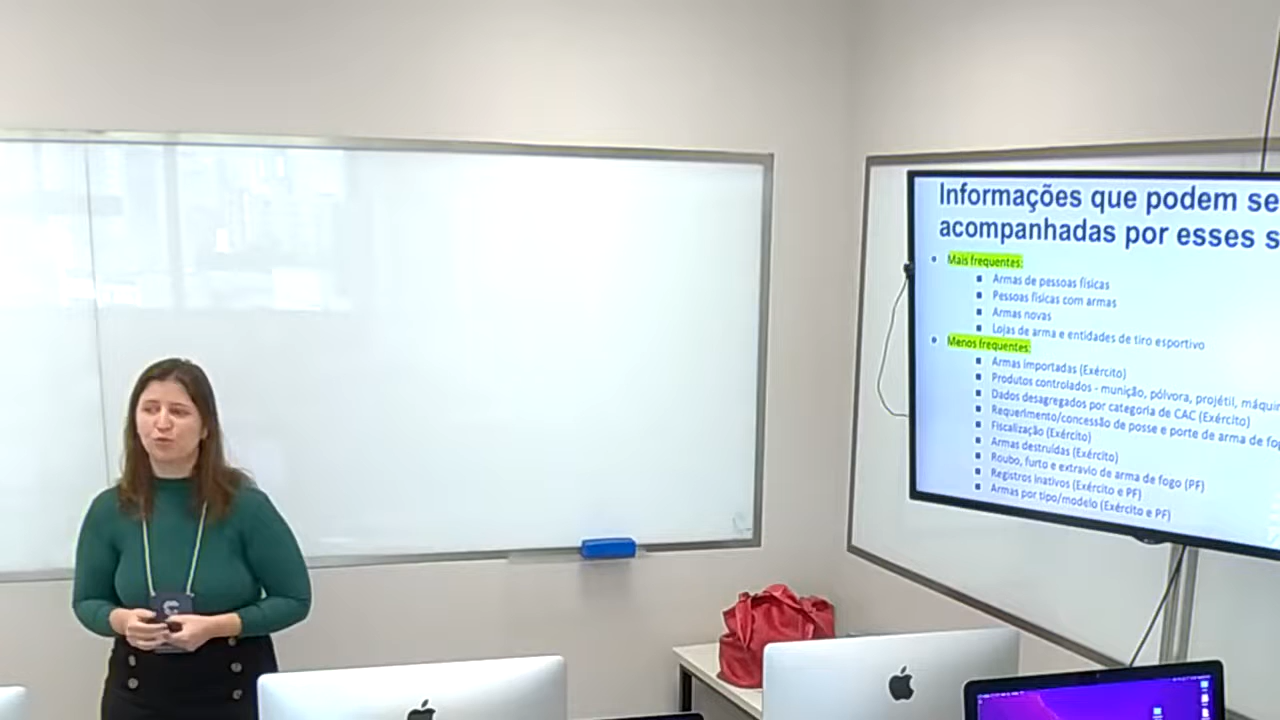 Informações que podem se
acompanhadas por esses s
Mais frequentes:
Armas de pessoas físicas
Pessoas físicas com armas
Armas novas
Lojas de arma e entidades de tiro esportivo
Menos frequentes:
Armas importadas (Exército)
Produtos controlados - munição, pólvora, projétil, máquin
Dados desagregados por categoria de CAC (Exército)
Requerimento/concessão de posse e porte de arma de fog
Fiscalização (Exército)
Armas destruídas (Exército)
Roubo, furto e extravio de arma de fogo (PF)
Registros inativos (Exército e PF)
Armas por tipo/modelo (Exército e PF)